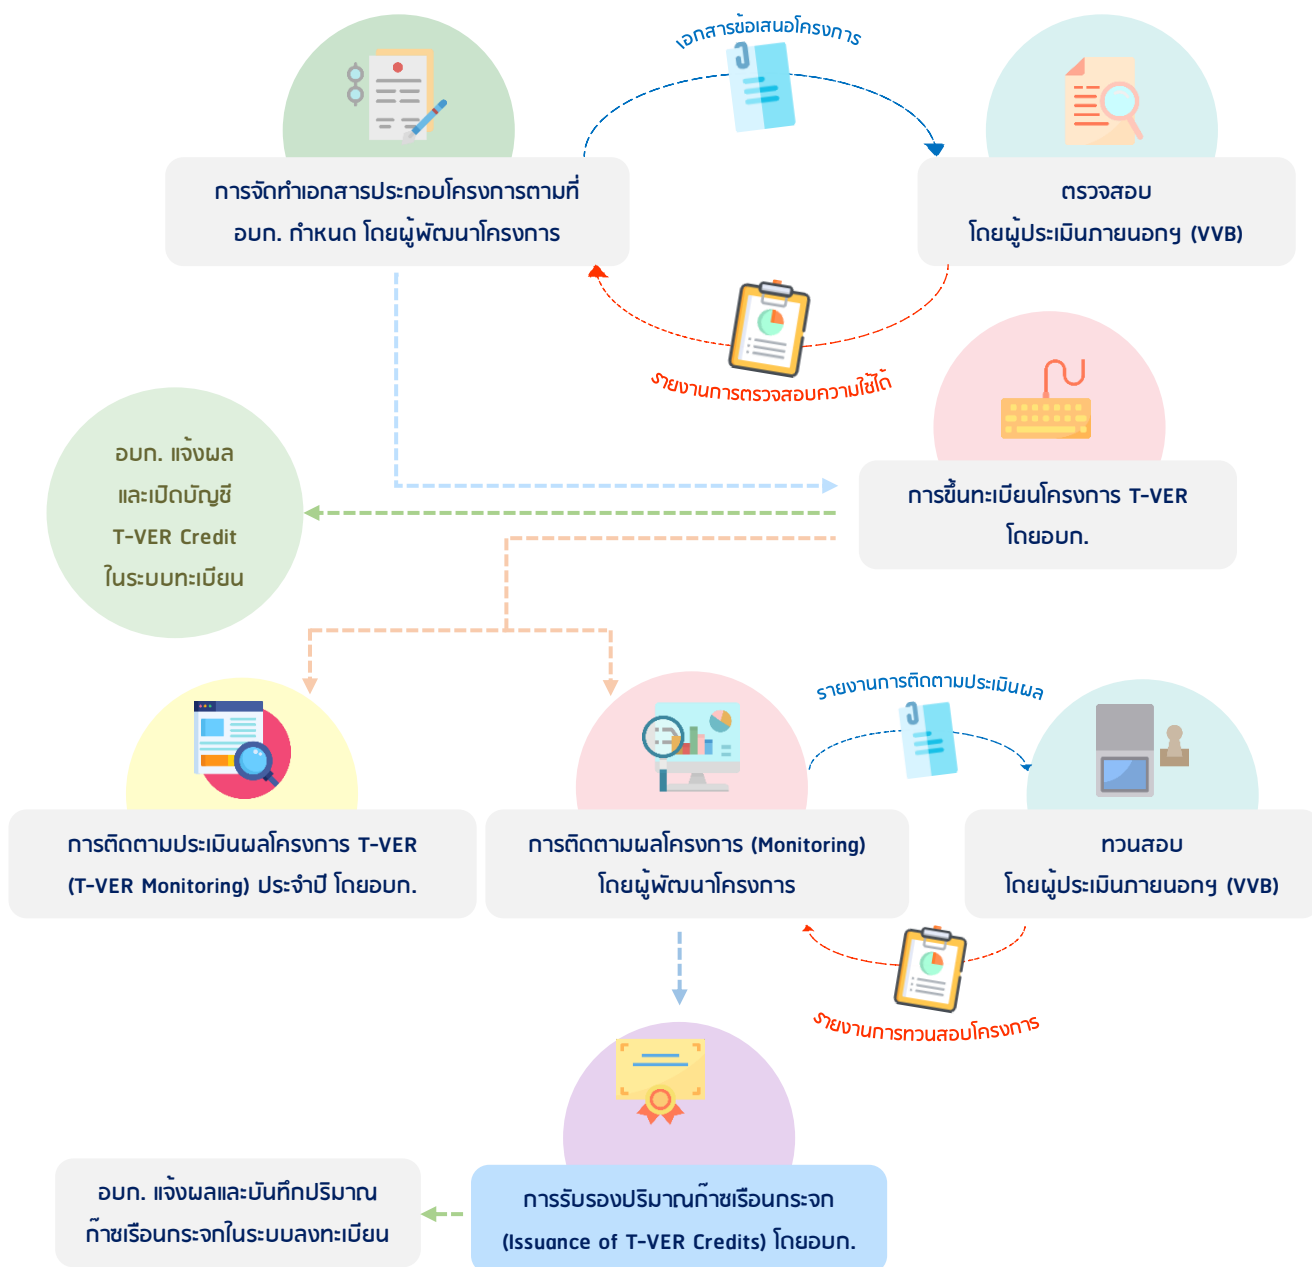 เอกสารข้อเสนอโครงการ
การจัดทำเอกสารประกอบโครงการตามที่
อบก. กำหนด โดยผู้พัฒนาโครงการ
ตรวจสอบ
โดยผู้ประเมินภายนอกฯ (VVB)
รายงานการตรวจสอบความใช้ได้
อบก. แจ้งผล
และเปิดบัญชี
T-VER Credit
ในระบบทะเบียน
การขึ้นทะเบียนโครงการ T-VER
โดยอบก.
รายงานการติดตามประเมินผล
การติดตามประเมินผลโครงการ T-VER
(T-VER Monitoring) ประจำปี โดยอบก.
การติดตามผลโครงการ (Monitoring)
โดยผู้พัฒนาโครงการ
ทวนสอบ
โดยผู้ประเมินภายนอกฯ (VVB)
รายงานการทวนสอบโครงการ
อบก. แจ้งผลและบันทึกปริมาณ
ก๊าซเรือนกระจกในระบบลงทะเบียน
การรับรองปริมาณก๊าซเรือนกระจก
(Issuance of T-VER Credits) โดยอบก.